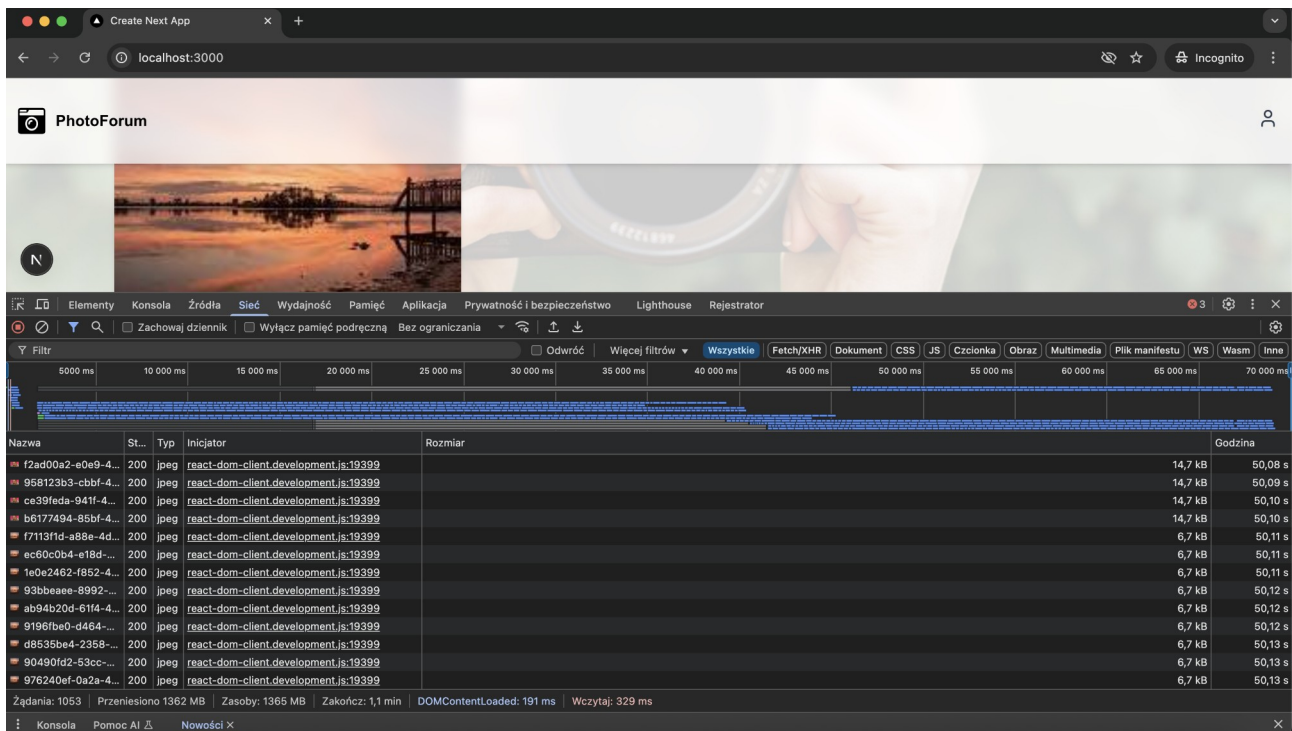 Create Next App
localhost:3000
Incognito
PhotoForum
N
Elementy Konsola Źródła Sieć Wydajność Pamięć Aplikacja Prywatność i bezpieczeństwo Lighthouse Rejestrator 3
Zachowaj dziennik Wyłącz pamięć podręczną Bez ograniczania
Filtr Odwróć Więcej filtrów Wszystkie Fetch/XHR Dokument CSS JS Czcionka Obraz Multimedia Plik manifestu WS Wasm Inne
5000 ms 10 000 ms 15 000 ms 20 000 ms 25 000 ms 30 000 ms 35 000 ms 40 000 ms 45 000 ms 50 000 ms 55 000 ms 60 000 ms 65 000 ms 70 000 ms
Nazwa St... Typ Inicjator Rozmiar Godzina
f2ad00a2-e0e9-4... 200 jpeg react-dom-client.development.js:19399 14,7 kB 50,08 s
958123b3-cbbf-4... 200 jpeg react-dom-client.development.js:19399 14,7 kB 50,09 s
ce39feda-941f-4... 200 jpeg react-dom-client.development.js:19399 14,7 kB 50,10 s
b6177494-85bf-4... 200 jpeg react-dom-client.development.js:19399 14,7 kB 50,10 s
f7113f1d-a88e-4d... 200 jpeg react-dom-client.development.js:19399 6,7 kB 50,11 s
ec60c0b4-e18d-... 200 jpeg react-dom-client.development.js:19399 6,7 kB 50,11 s
1e0e2462-f852-4... 200 jpeg react-dom-client.development.js:19399 6,7 kB 50,11 s
93bbeaee-8992-... 200 jpeg react-dom-client.development.js:19399 6,7 kB 50,12 s
ab94b20d-61f4-4... 200 jpeg react-dom-client.development.js:19399 6,7 kB 50,12 s
9196fbe0-d464-... 200 jpeg react-dom-client.development.js:19399 6,7 kB 50,12 s
d8535be4-2358-... 200 jpeg react-dom-client.development.js:19399 6,7 kB 50,13 s
90490fd2-53cc-... 200 jpeg react-dom-client.development.js:19399 6,7 kB 50,13 s
976240ef-0a2a-4... 200 jpeg react-dom-client.development.js:19399 6,7 kB 50,13 s
Żądania: 1053 Przeniesiono 1362 MB Zasoby: 1365 MB Zakończ: 1,1 min DOMContentLoaded: 191 ms Wczytaj: 329 ms
Konsola Pomoc AI Nowości